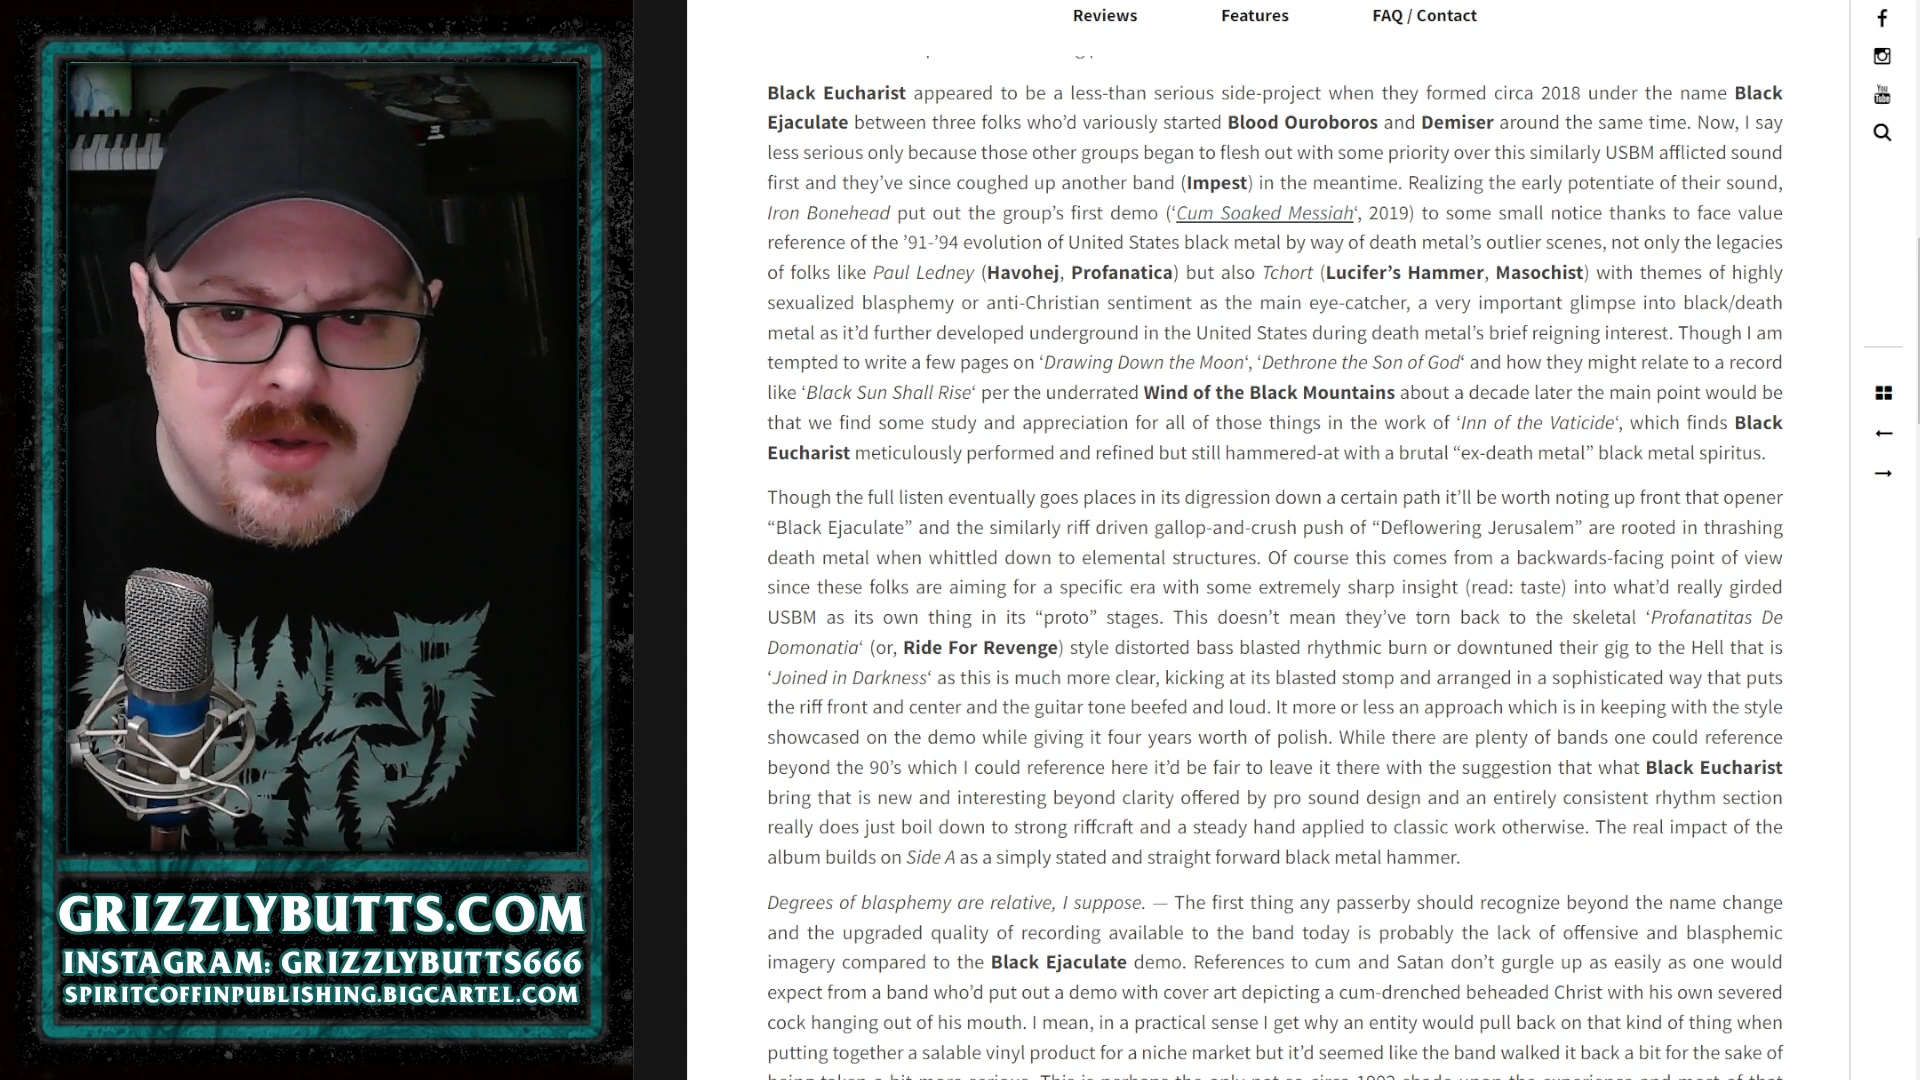 Reviews Features FAQ / Contact
Black Eucharist appeared to be a less-than serious side-project when they formed circa 2018 under the name Black
Ejaculate between three folks who’d variously started Blood Ouroboros and Demiser around the same time. Now, I say
less serious only because those other groups began to flesh out with some priority over this similarly USBM afflicted sound
first and they’ve since coughed up another band (Impest) in the meantime. Realizing the early potentiate of their sound,
Iron Bonehead put out the group’s first demo (‘Cum Soaked Messiah‘, 2019) to some small notice thanks to face value
reference of the ’91-’94 evolution of United States black metal by way of death metal’s outlier scenes, not only the legacies
of folks like Paul Ledney (Havohej, Profanatica) but also Tchort (Lucifer’s Hammer, Masochist) with themes of highly
sexualized blasphemy or anti-Christian sentiment as the main eye-catcher, a very important glimpse into black/death
metal as it’d further developed underground in the United States during death metal’s brief reigning interest. Though I am
tempted to write a few pages on ‘Drawing Down the Moon‘, ‘Dethrone the Son of God‘ and how they might relate to a record
like ‘Black Sun Shall Rise‘ per the underrated Wind of the Black Mountains about a decade later the main point would be
that we find some study and appreciation for all of those things in the work of ‘Inn of the Vaticide‘, which finds Black
Eucharist meticulously performed and refined but still hammered-at with a brutal “ex-death metal” black metal spiritus.
Though the full listen eventually goes places in its digression down a certain path it’ll be worth noting up front that opener
“Black Ejaculate” and the similarly riff driven gallop-and-crush push of “Deflowering Jerusalem” are rooted in thrashing
death metal when whittled down to elemental structures. Of course this comes from a backwards-facing point of view
since these folks are aiming for a specific era with some extremely sharp insight (read: taste) into what’d really girded
USBM as its own thing in its “proto” stages. This doesn’t mean they’ve torn back to the skeletal ‘Profanatitas De
Domonatia‘ (or, Ride For Revenge) style distorted bass blasted rhythmic burn or downtuned their gig to the Hell that is
‘Joined in Darkness‘ as this is much more clear, kicking at its blasted stomp and arranged in a sophisticated way that puts
the riff front and center and the guitar tone beefed and loud. It more or less an approach which is in keeping with the style
showcased on the demo while giving it four years worth of polish. While there are plenty of bands one could reference
beyond the 90’s which I could reference here it’d be fair to leave it there with the suggestion that what Black Eucharist
bring that is new and interesting beyond clarity offered by pro sound design and an entirely consistent rhythm section
really does just boil down to strong riffcraft and a steady hand applied to classic work otherwise. The real impact of the
album builds on Side A as a simply stated and straight forward black metal hammer.
Degrees of blasphemy are relative, I suppose. — The first thing any passerby should recognize beyond the name change
and the upgraded quality of recording available to the band today is probably the lack of offensive and blasphemic
imagery compared to the Black Ejaculate demo. References to cum and Satan don’t gurgle up as easily as one would
expect from a band who’d put out a demo with cover art depicting a cum-drenched beheaded Christ with his own severed
cock hanging out of his mouth. I mean, in a practical sense I get why an entity would pull back on that kind of thing when
putting together a salable vinyl product for a niche market but it’d seemed like the band walked it back a bit for the sake of
You
Tube
GRIZZLYBUTTS.COM
INSTAGRAM: GRIZZLYBUTTS666
SPIRITCOFFINPUBLISHING.BIGCARTEL.COM